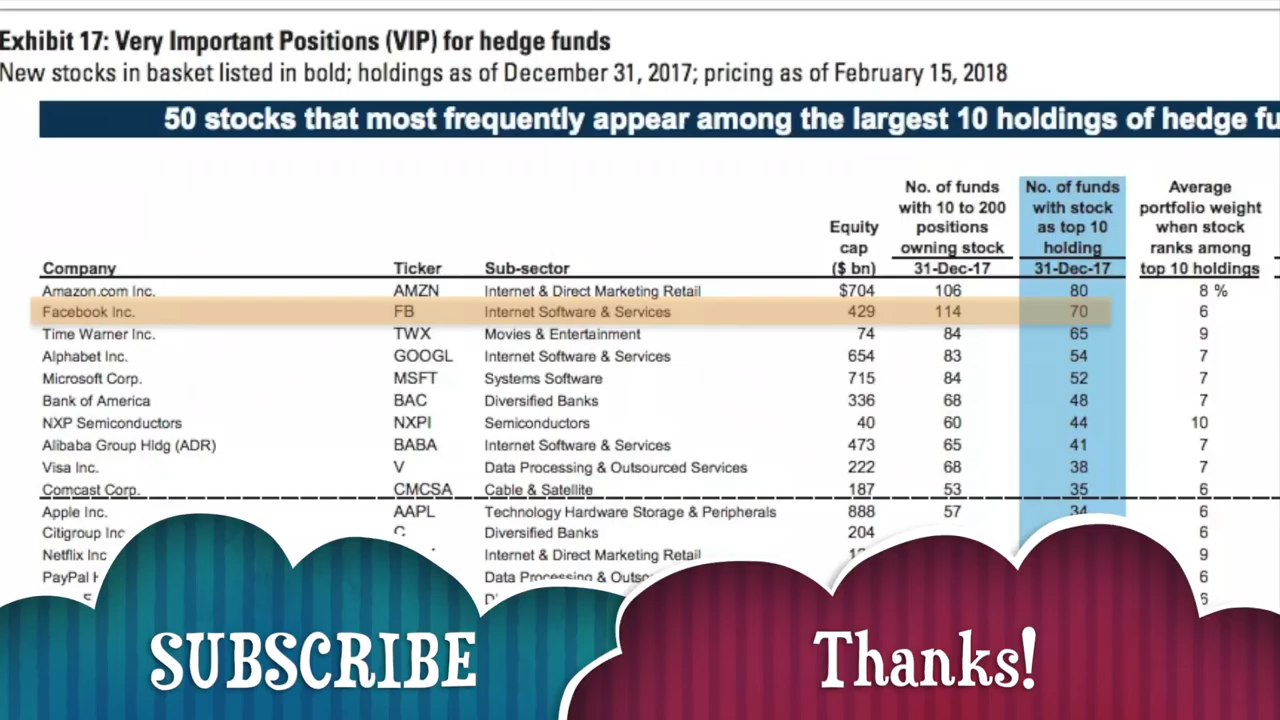 Exhibit 17: Very Important Positions (VIP) for hedge funds
New stocks in basket listed in bold; holdings as of December 31, 2017; pricing as of February 15, 2018
50 stocks that most frequently appear among the largest 10 holdings of hedge
No. of funds No. of funds Average
with 10 to 200 with stock portfolio weight
Equity positions as top 10 when stock
cap owning stock holding ranks among
Company Ticker Sub-sector ($ bn) 31-Dec-17 31-Dec-17 top 10 holdings
Amazon.com Inc. AMZN Internet & Direct Marketing Retail $704 106 80 8 %
Facebook Inc. FB Internet Software & Services 429 114 70 6
Time Warner Inc. TWX Movies & Entertainment 74 84 65 9
Alphabet Inc. GOOGL Internet Software & Services 654 83 54 7
Microsoft Corp. MSFT Systems Software 715 84 52 7
Bank of America BAC Diversified Banks 336 68 48 7
NXP Semiconductors NXPI Semiconductors 40 60 44 10
Alibaba Group Hldg (ADR) BABA Internet Software & Services 473 65 41 7
Visa Inc. V Data Processing & Outsourced Services 222 68 38 7
Comcast Corp. CMCSA Cable & Satellite 187 53 35 6
Apple Inc. AAPL Technology Hardware Storage & Peripherals 888 57 34 6
Citigroup Inc C Diversified Banks 204 6
Netflix Inc Internet & Direct Marketing Retail 9
PayPal Data Processing & 6
6
SUBSCRIBE
Thanks!